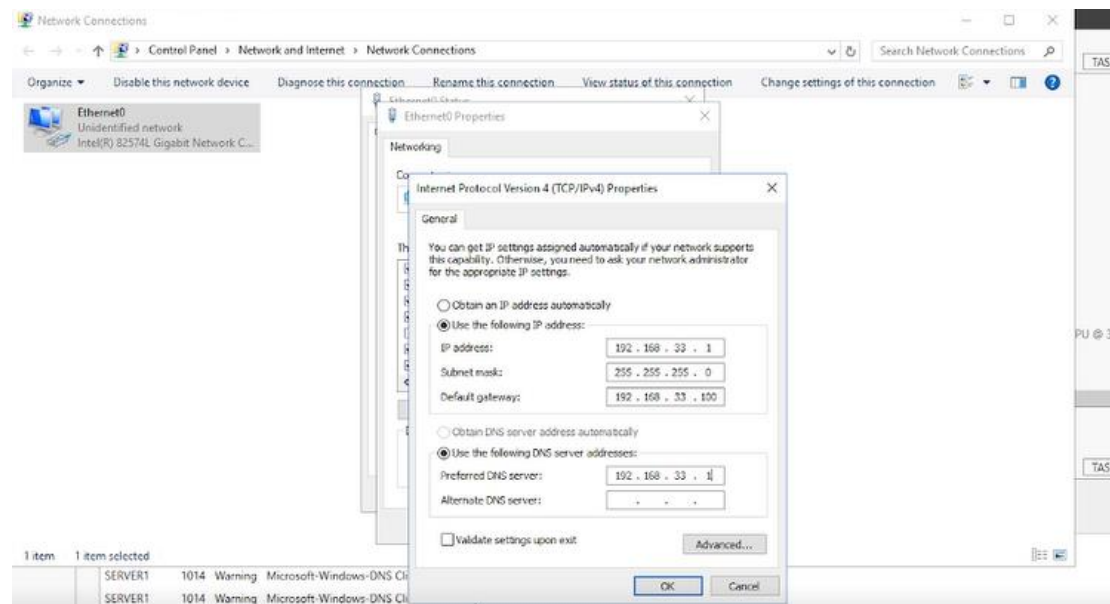 Network Connections
Control Panel > Network and Internet > Network Connections
Search Network Connections
TAS
Organize
Disable this network device
Diagnose this connection
Rename this connection
View status of this connection
Change settings of this connection
Ethernet0
Unidentified network
Intel(R) 82574L Gigabit Network C...
Ethernet0 Status
Ethernet0 Properties
Networking
Co
Internet Protocol Version 4 (TCP/IPv4) Properties
General
Th
You can get IP settings assigned automatically if your network supports
this capability. Otherwise, you need to ask your network administrator
for the appropriate IP settings.
Obtain an IP address automatically
Use the following IP address:
IP address: 192 . 168 . 33 . 1
Subnet mask: 255 . 255 . 255 . 0
Default gateway: 192 . 168 . 33 . 100
PU @ 3
Obtain DNS server address automatically
Use the following DNS server addresses:
Preferred DNS server: 192 . 168 . 33 . 1
Alternate DNS server: . . .
TAS
Validate settings upon exit
Advanced...
1 item 1 item selected
OK Cancel
SERVER1 1014 Warning Microsoft-Windows-DNS Cli
SERVER1 1014 Warning Microsoft-Windows-DNS Cli